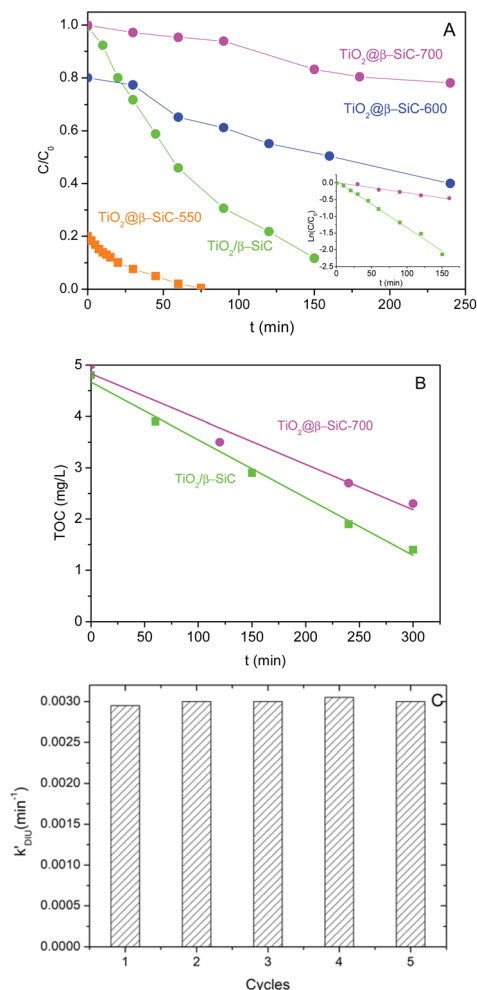 A
1.0
0.8
0.6
0.4
0.2
0.0
C/C₀
TiO₂@β–SiC-700
TiO₂@β–SiC-600
TiO₂@β–SiC-550
TiO₂/β–SiC
0.0
-0.5
-1.0
-1.5
-2.0
-2.5
Ln(C/C₀)
0 50 100 150
t (min)
0 50 100 150 200 250
t (min)
B
5
4
3
2
1
0
TOC (mg/L)
TiO₂@β–SiC-700
TiO₂/β–SiC
0 50 100 150 200 250 300
t (min)
C
0.0030
0.0025
0.0020
0.0015
0.0010
0.0005
0.0000
k'DIU(min⁻¹)
1 2 3 4 5
Cycles